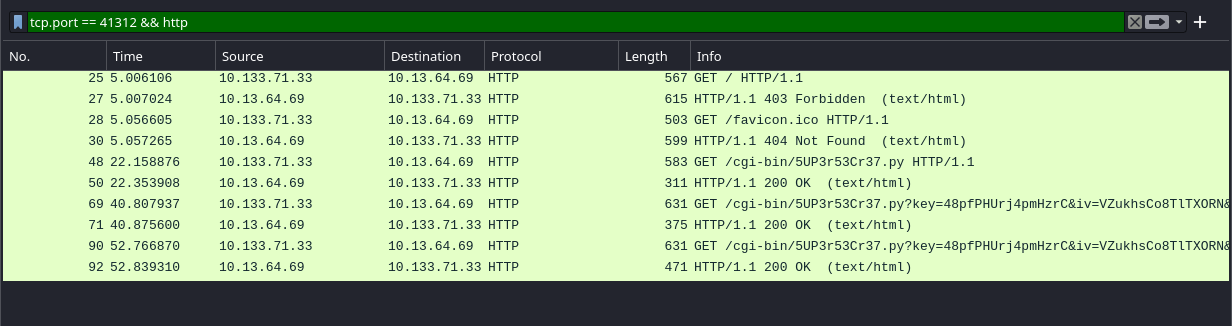 tcp.port == 41312 && http
No. Time Source Destination Protocol Length Info
25 5.006106 10.133.71.33 10.13.64.69 HTTP 567 GET / HTTP/1.1
27 5.007024 10.13.64.69 10.133.71.33 HTTP 615 HTTP/1.1 403 Forbidden (text/html)
28 5.056605 10.133.71.33 10.13.64.69 HTTP 503 GET /favicon.ico HTTP/1.1
30 5.057265 10.13.64.69 10.133.71.33 HTTP 599 HTTP/1.1 404 Not Found (text/html)
48 22.158876 10.133.71.33 10.13.64.69 HTTP 583 GET /cgi-bin/5UP3r53Cr37.py HTTP/1.1
50 22.353908 10.13.64.69 10.133.71.33 HTTP 311 HTTP/1.1 200 OK (text/html)
69 40.807937 10.133.71.33 10.13.64.69 HTTP 631 GET /cgi-bin/5UP3r53Cr37.py?key=48pfPHUrj4pmHzrC&iv=VZukhsCo8TlTXORN&
71 40.875600 10.13.64.69 10.133.71.33 HTTP 375 HTTP/1.1 200 OK (text/html)
90 52.766870 10.133.71.33 10.13.64.69 HTTP 631 GET /cgi-bin/5UP3r53Cr37.py?key=48pfPHUrj4pmHzrC&iv=VZukhsCo8TlTXORN&
92 52.839310 10.13.64.69 10.133.71.33 HTTP 471 HTTP/1.1 200 OK (text/html)